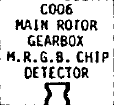 C006
MAIN ROTOR
GEARBOX
M.R.G.B. CHIP
DETECTOR